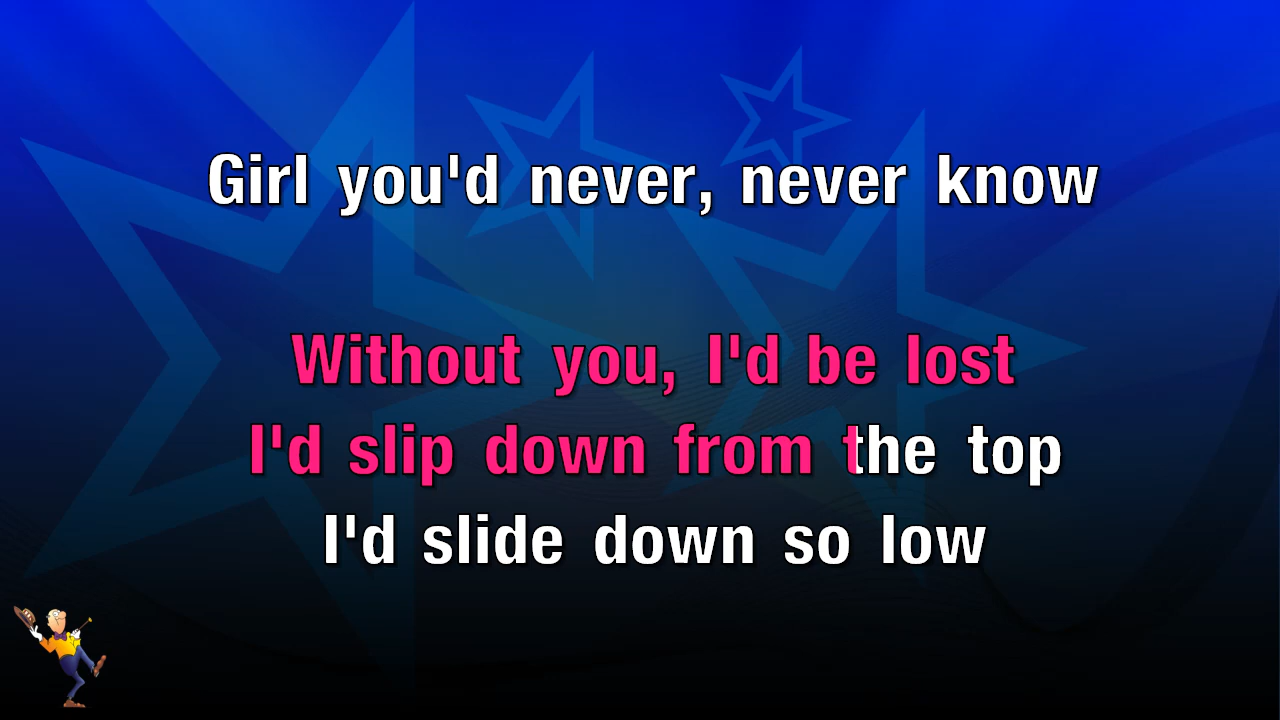 Girl you'd never, never know
Without you, I'd be lost
I'd slip down from the top
I'd slide down so low